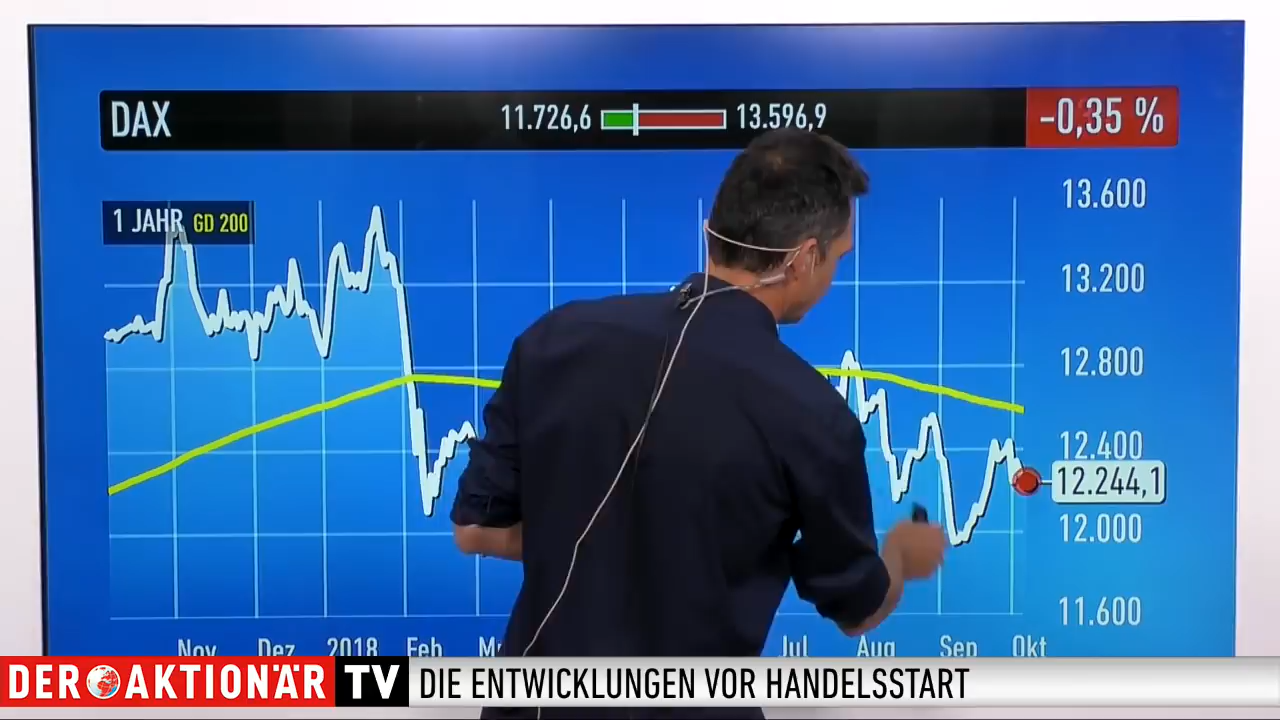 DAX 11.726,6 13.596,9 -0,35 %
1 JAHR GD 200
13.600
13.200
12.800
12.400
12.244,1
12.000
11.600
Nov Dez 2018 Feb Jul Aug Sep Okt
DER AKTIONÄR TV DIE ENTWICKLUNGEN VOR HANDELSSTART